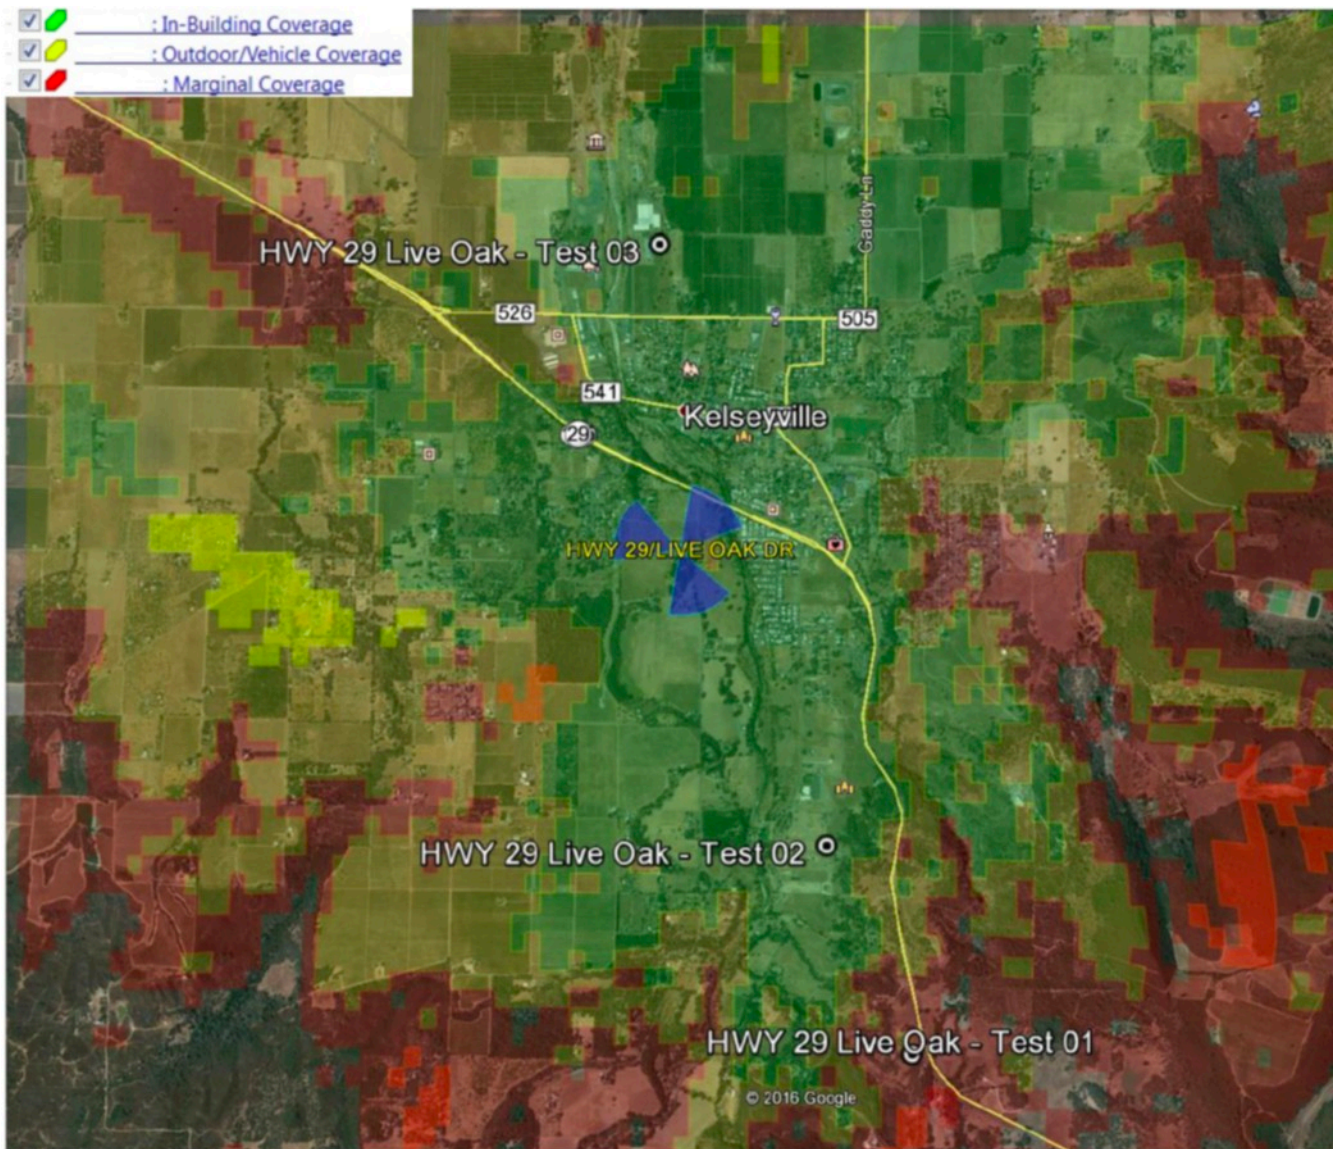 : In-Building Coverage
: Outdoor/Vehicle Coverage
: Marginal Coverage
Gaddy Ln
HWY 29 Live Oak - Test 03
526
505
541
Kelseyville
29
HWY 29/LIVE OAK DR
HWY 29 Live Oak - Test 02
HWY 29 Live Oak - Test 01
© 2016 Google